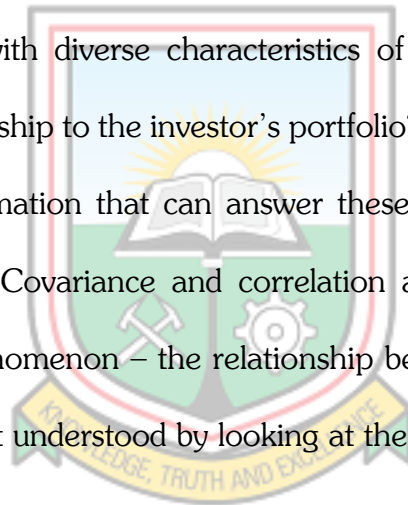 with diverse characteristics of
ship to the investor's portfolio
mation that can answer these
Covariance and correlation a
nomenon – the relationship be
t understood by looking at the
KNOWLEDGE, TRUTH AND EXCELLENCE